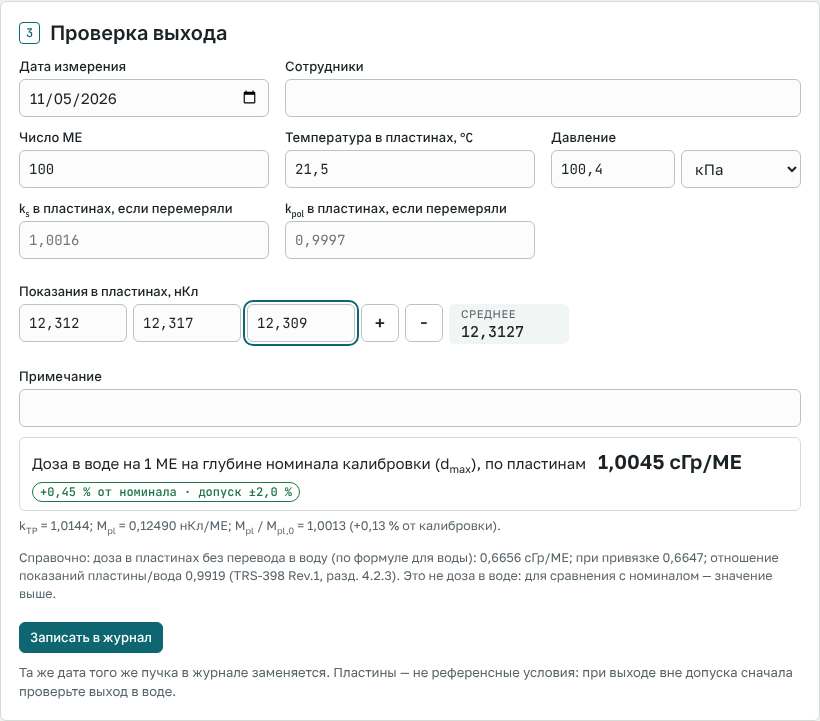 3 Проверка выхода
Дата измерения Сотрудники
11/05/2026
Число МЕ Температура в пластинах, °C Давление
100 21,5 100,4 кПа
ks в пластинах, если перемеряли kpol в пластинах, если перемеряли
1,0016 0,9997
Показания в пластинах, нКл
12,312 12,317 12,309 + - СРЕДНЕЕ
12,3127
Примечание
Доза в воде на 1 МЕ на глубине номинала калибровки (dmax), по пластинам 1,0045 сГр/МЕ
+0,45 % от номинала · допуск ±2,0 %
kTP = 1,0144; Mpl = 0,12490 нКл/МЕ; Mpl / Mpl,0 = 1,0013 (+0,13 % от калибровки).
Справочно: доза в пластинах без перевода в воду (по формуле для воды): 0,6656 сГр/МЕ; при привязке 0,6647; отношение
показаний пластины/вода 0,9919 (TRS-398 Rev.1, разд. 4.2.3). Это не доза в воде: для сравнения с номиналом — значение
выше.
Записать в журнал
Та же дата того же пучка в журнале заменяется. Пластины — не референсные условия: при выходе вне допуска сначала
проверьте выход в воде.